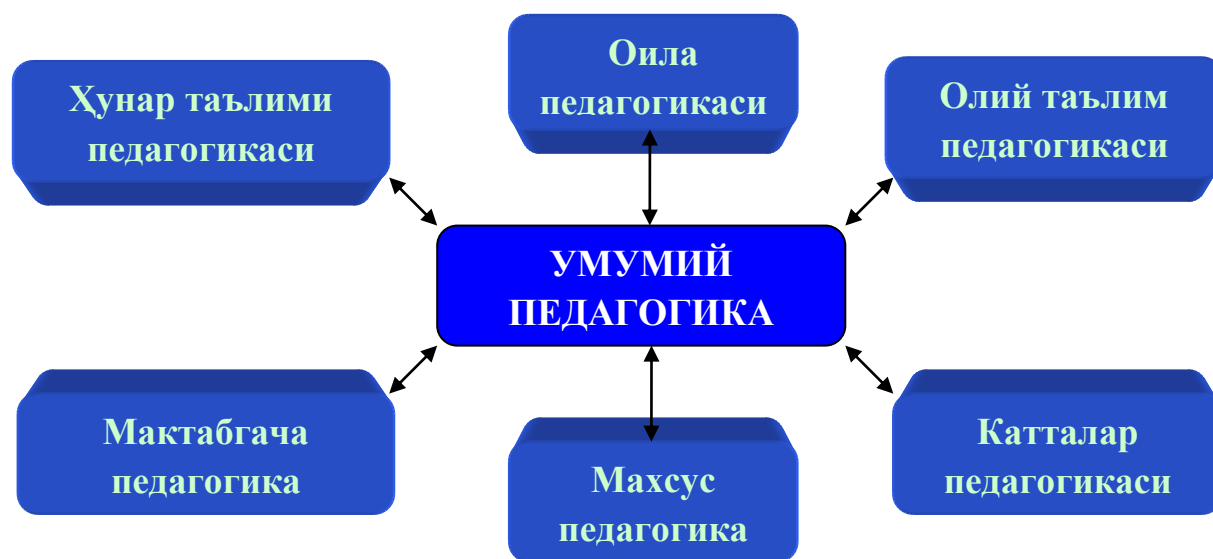 Ҳунар таълими
педагогикаси
Оила
педагогикаси
Олий таълим
педагогикаси
УМУМИЙ
ПЕДАГОГИКА
Мактабгача
педагогика
Махсус
педагогика
Катталар
педагогикаси